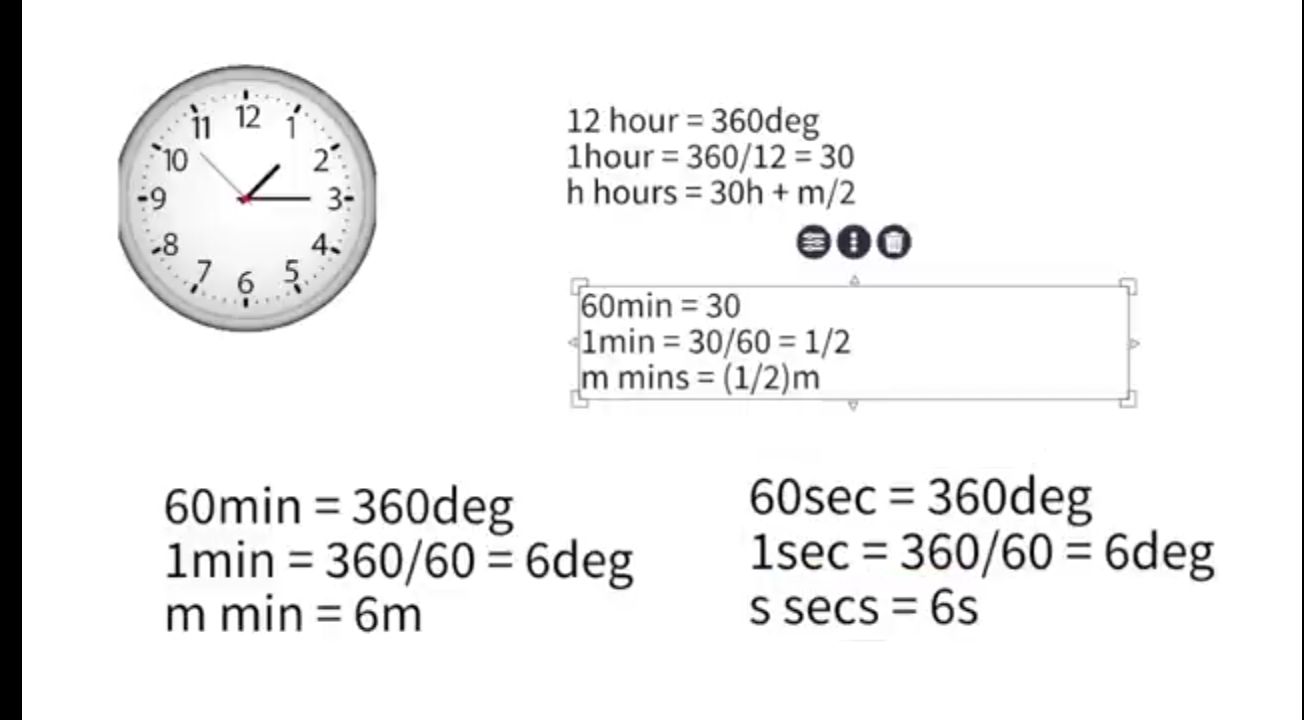 12
11
1
10
2
9
3
8
4
7
5
6
12 hour = 360deg
1hour = 360/12 = 30
h hours = 30h + m/2
60min = 30
1min = 30/60 = 1/2
m mins = (1/2)m
60min = 360deg
1min = 360/60 = 6deg
m min = 6m
60sec = 360deg
1sec = 360/60 = 6deg
s secs = 6s